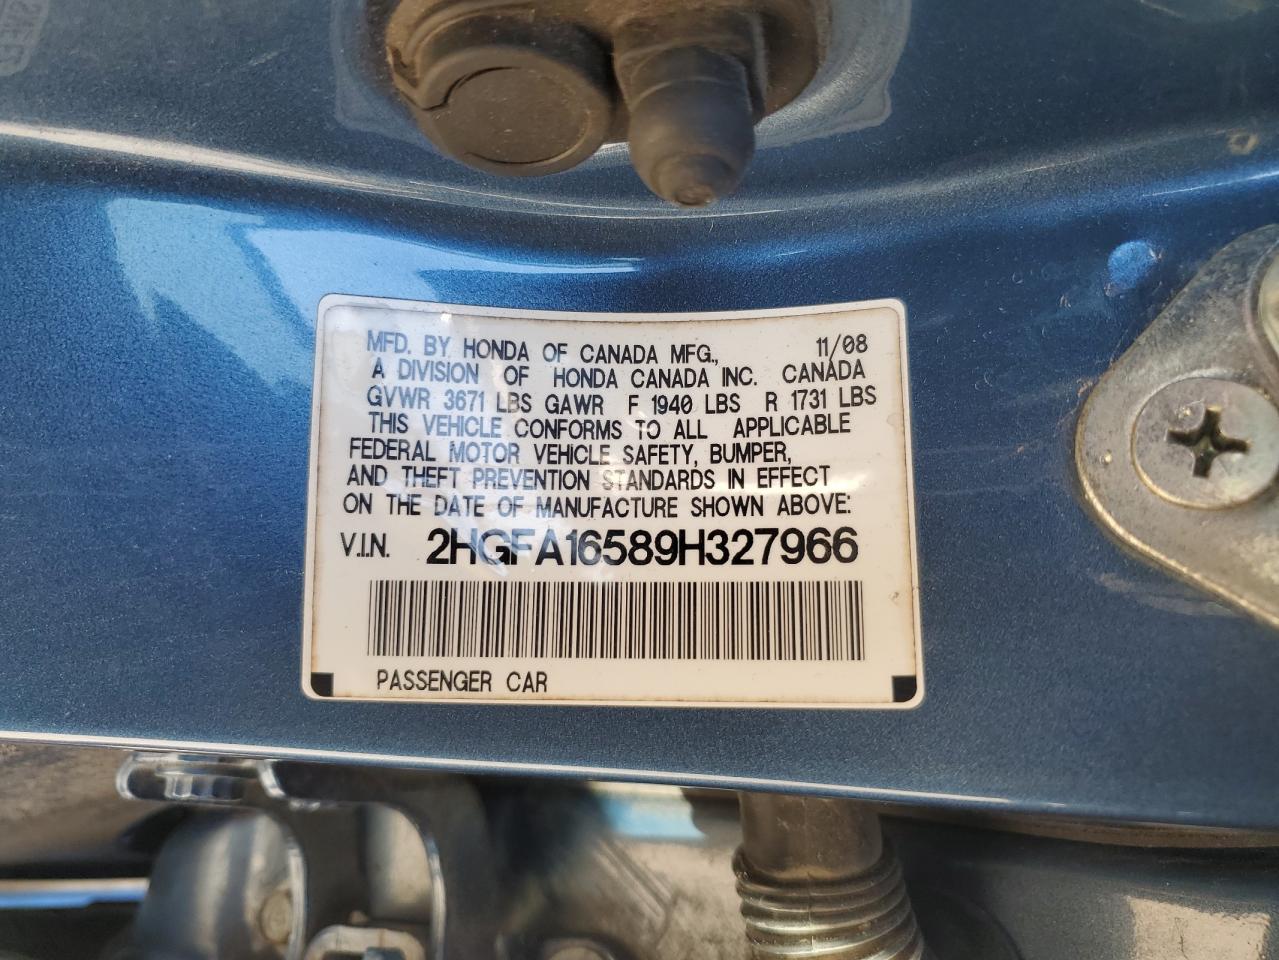 MFD. BY HONDA OF CANADA MFG., 11/08
A DIVISION OF HONDA CANADA INC. CANADA
GVWR 3671 LBS GAWR F 1940 LBS R 1731 LBS
THIS VEHICLE CONFORMS TO ALL APPLICABLE
FEDERAL MOTOR VEHICLE SAFETY, BUMPER,
AND THEFT PREVENTION STANDARDS IN EFFECT
ON THE DATE OF MANUFACTURE SHOWN ABOVE:
V.I.N. 2HGFA16589H327966
PASSENGER CAR